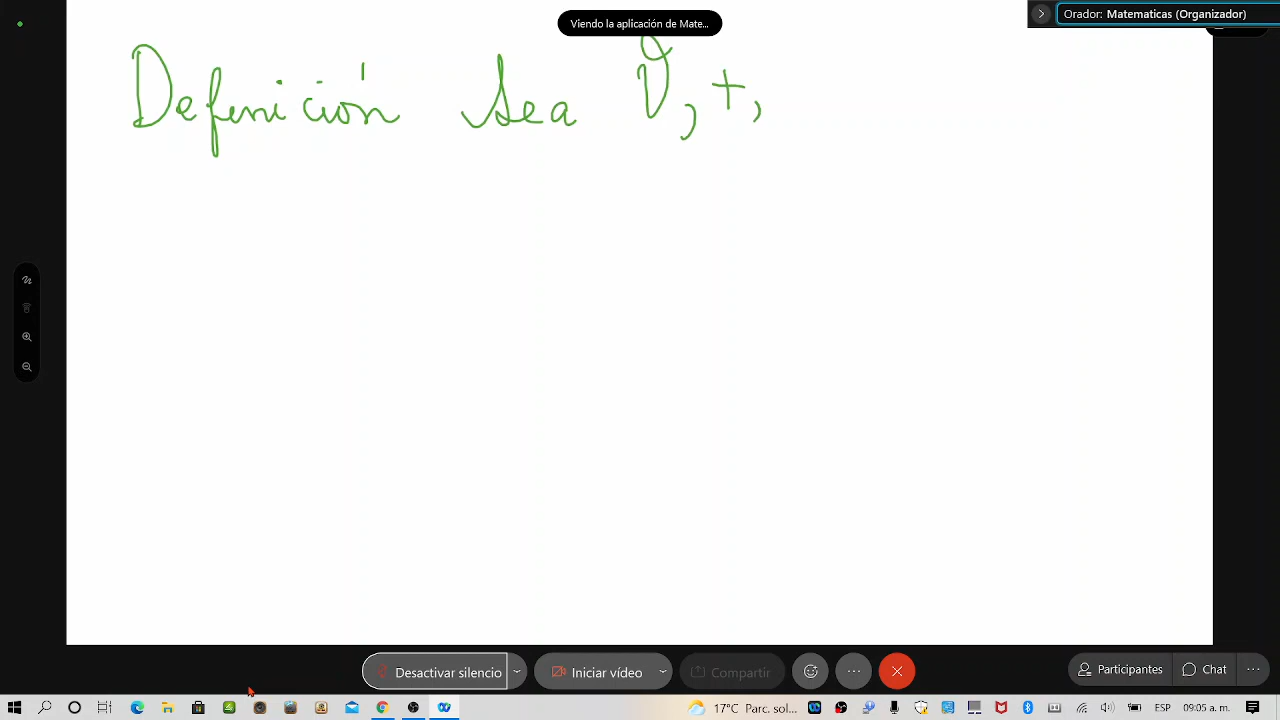 Viendo la aplicación de Mate...
Orador: Matematicas (Organizador)
Definición Sea V, +,
Desactivar silencio
Iniciar vídeo
Compartir
Participantes
Chat
17°C Parc. sol...
ESP
09:05 a. m.